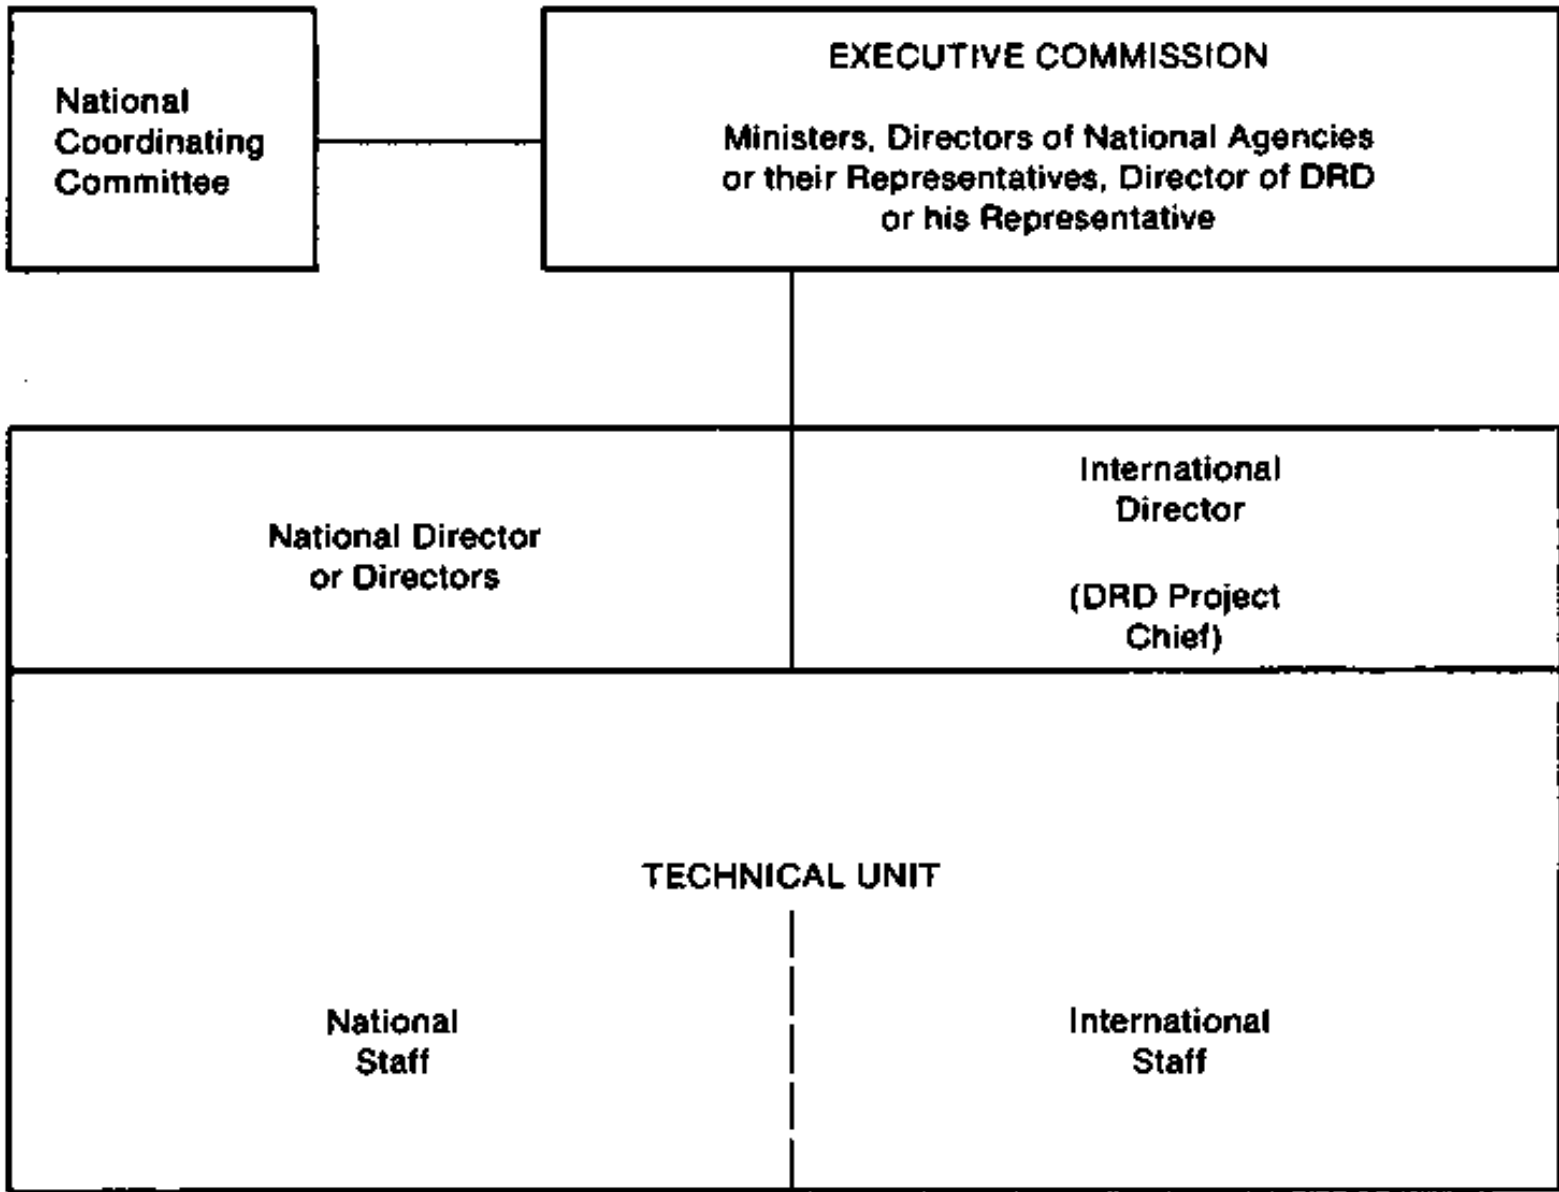 National
Coordinating
Committee
EXECUTIVE COMMISSION
Ministers, Directors of National Agencies
or their Representatives, Director of DRD
or his Representative
National Director
or Directors
International
Director
(DRD Project
Chief)
TECHNICAL UNIT
National
Staff
International
Staff